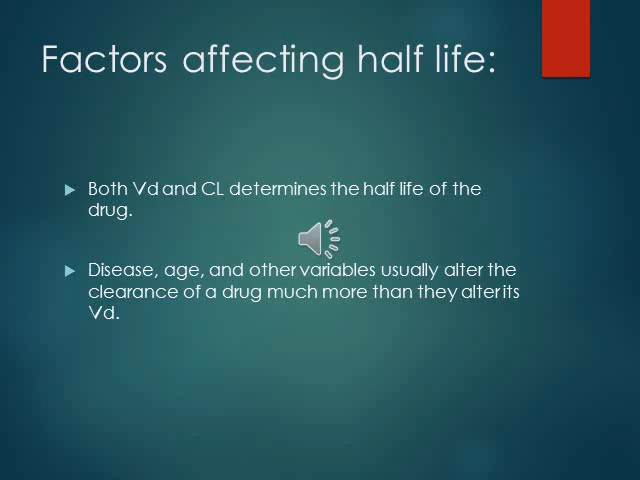 Factors affecting half life:
Both Vd and CL determines the half life of the
drug.
Disease, age, and other variables usually alter the
clearance of a drug much more than they alter its
Vd.